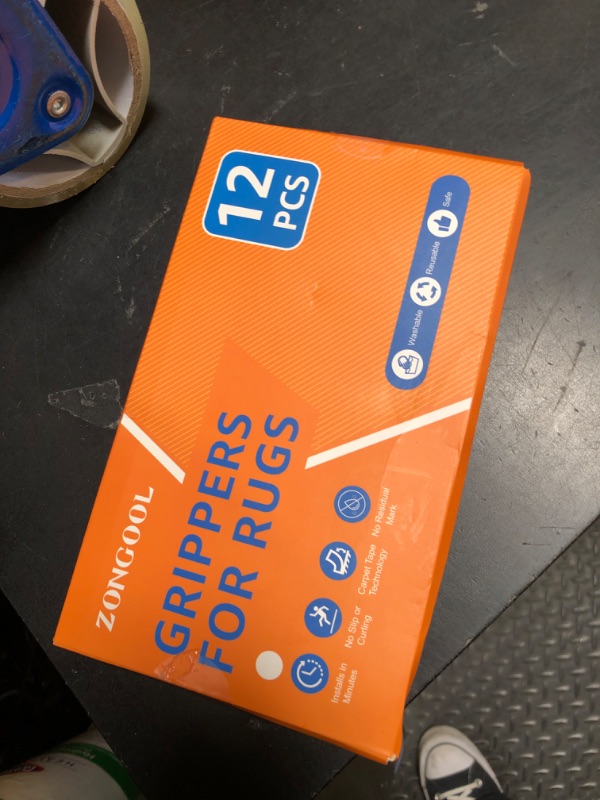 12
PCS
Washable
Reusable
Safe
ZONGOOL
GRIPPERS
FOR RUGS
Installs In
Minutes
No Slip or
Curling
Carpet Tape
Technology
No Residual
Mark